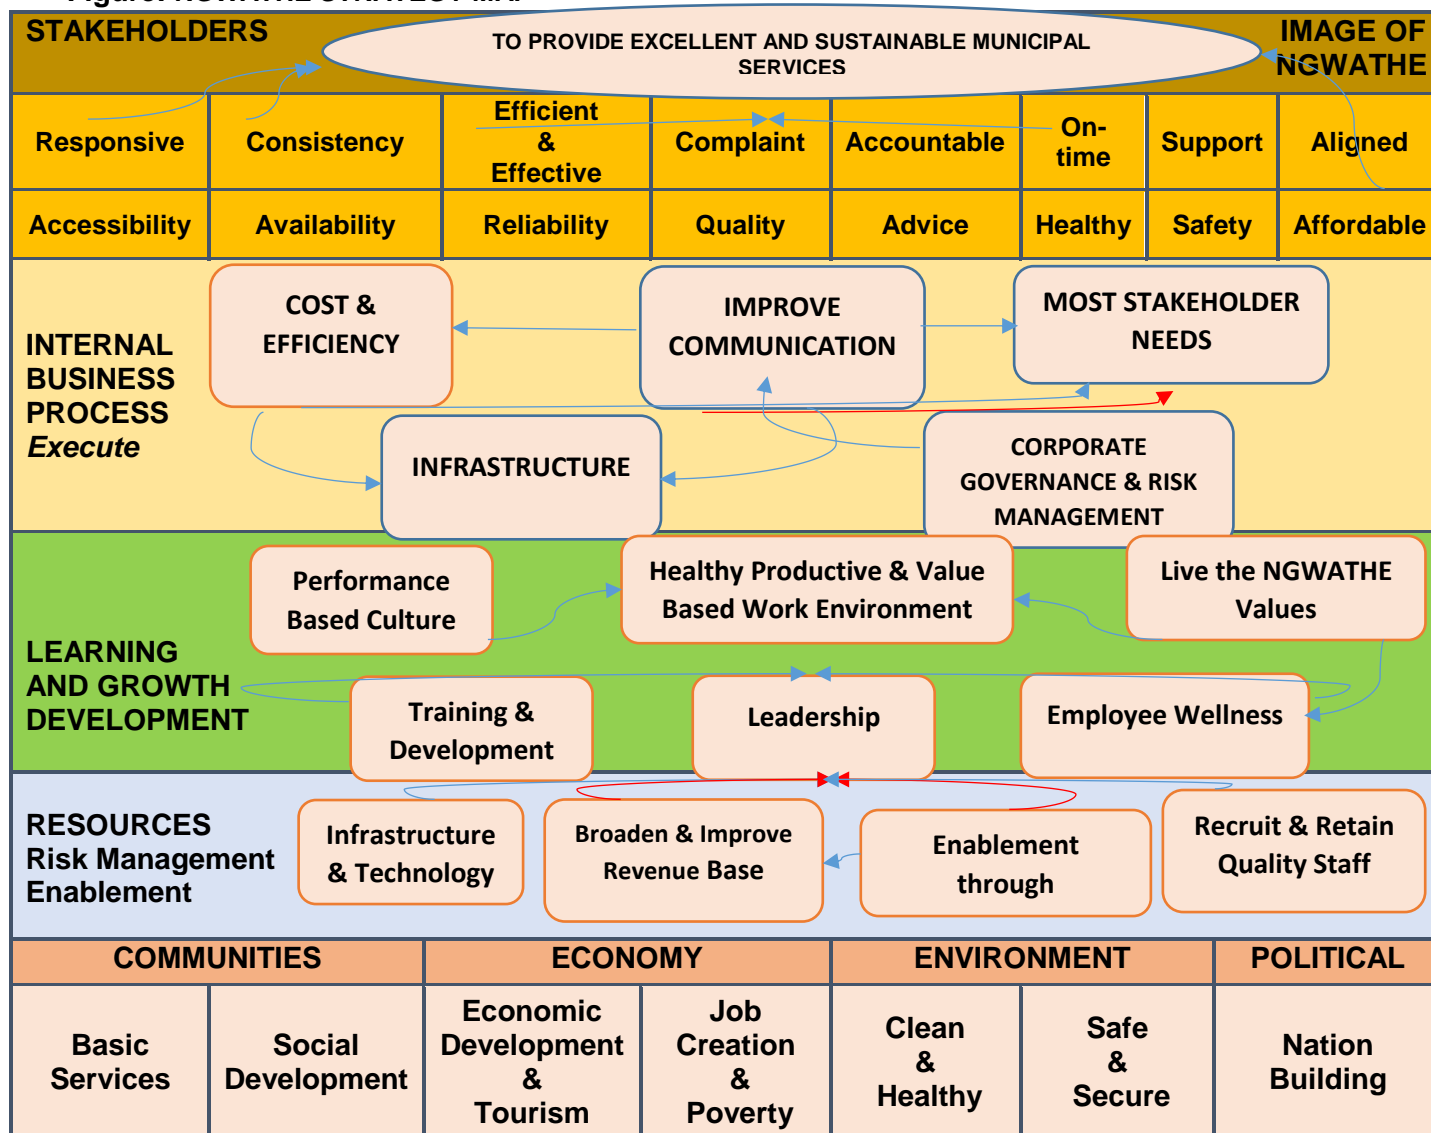 Figure: NGWATHE STRATEGY MAP
STAKEHOLDERS
TO PROVIDE EXCELLENT AND SUSTAINABLE MUNICIPAL
SERVICES
IMAGE OF
NGWATHE
Responsive
Consistency
Efficient
&
Effective
Complaint
Accountable
On-
time
Support
Aligned
Accessibility
Availability
Reliability
Quality
Advice
Healthy
Safety
Affordable
INTERNAL
BUSINESS
PROCESS
Execute
COST &
EFFICIENCY
IMPROVE
COMMUNICATION
MOST STAKEHOLDER
NEEDS
INFRASTRUCTURE
CORPORATE
GOVERNANCE & RISK
MANAGEMENT
LEARNING
AND GROWTH
DEVELOPMENT
Performance
Based Culture
Healthy Productive & Value
Based Work Environment
Live the NGWATHE
Values
Training &
Development
Leadership
Employee Wellness
RESOURCES
Risk Management
Enablement
Infrastructure
& Technology
Broaden & Improve
Revenue Base
Enablement
through
Recruit & Retain
Quality Staff
COMMUNITIES
ECONOMY
ENVIRONMENT
POLITICAL
Basic
Services
Social
Development
Economic
Development
&
Tourism
Job
Creation
&
Poverty
Clean
&
Healthy
Safe
&
Secure
Nation
Building